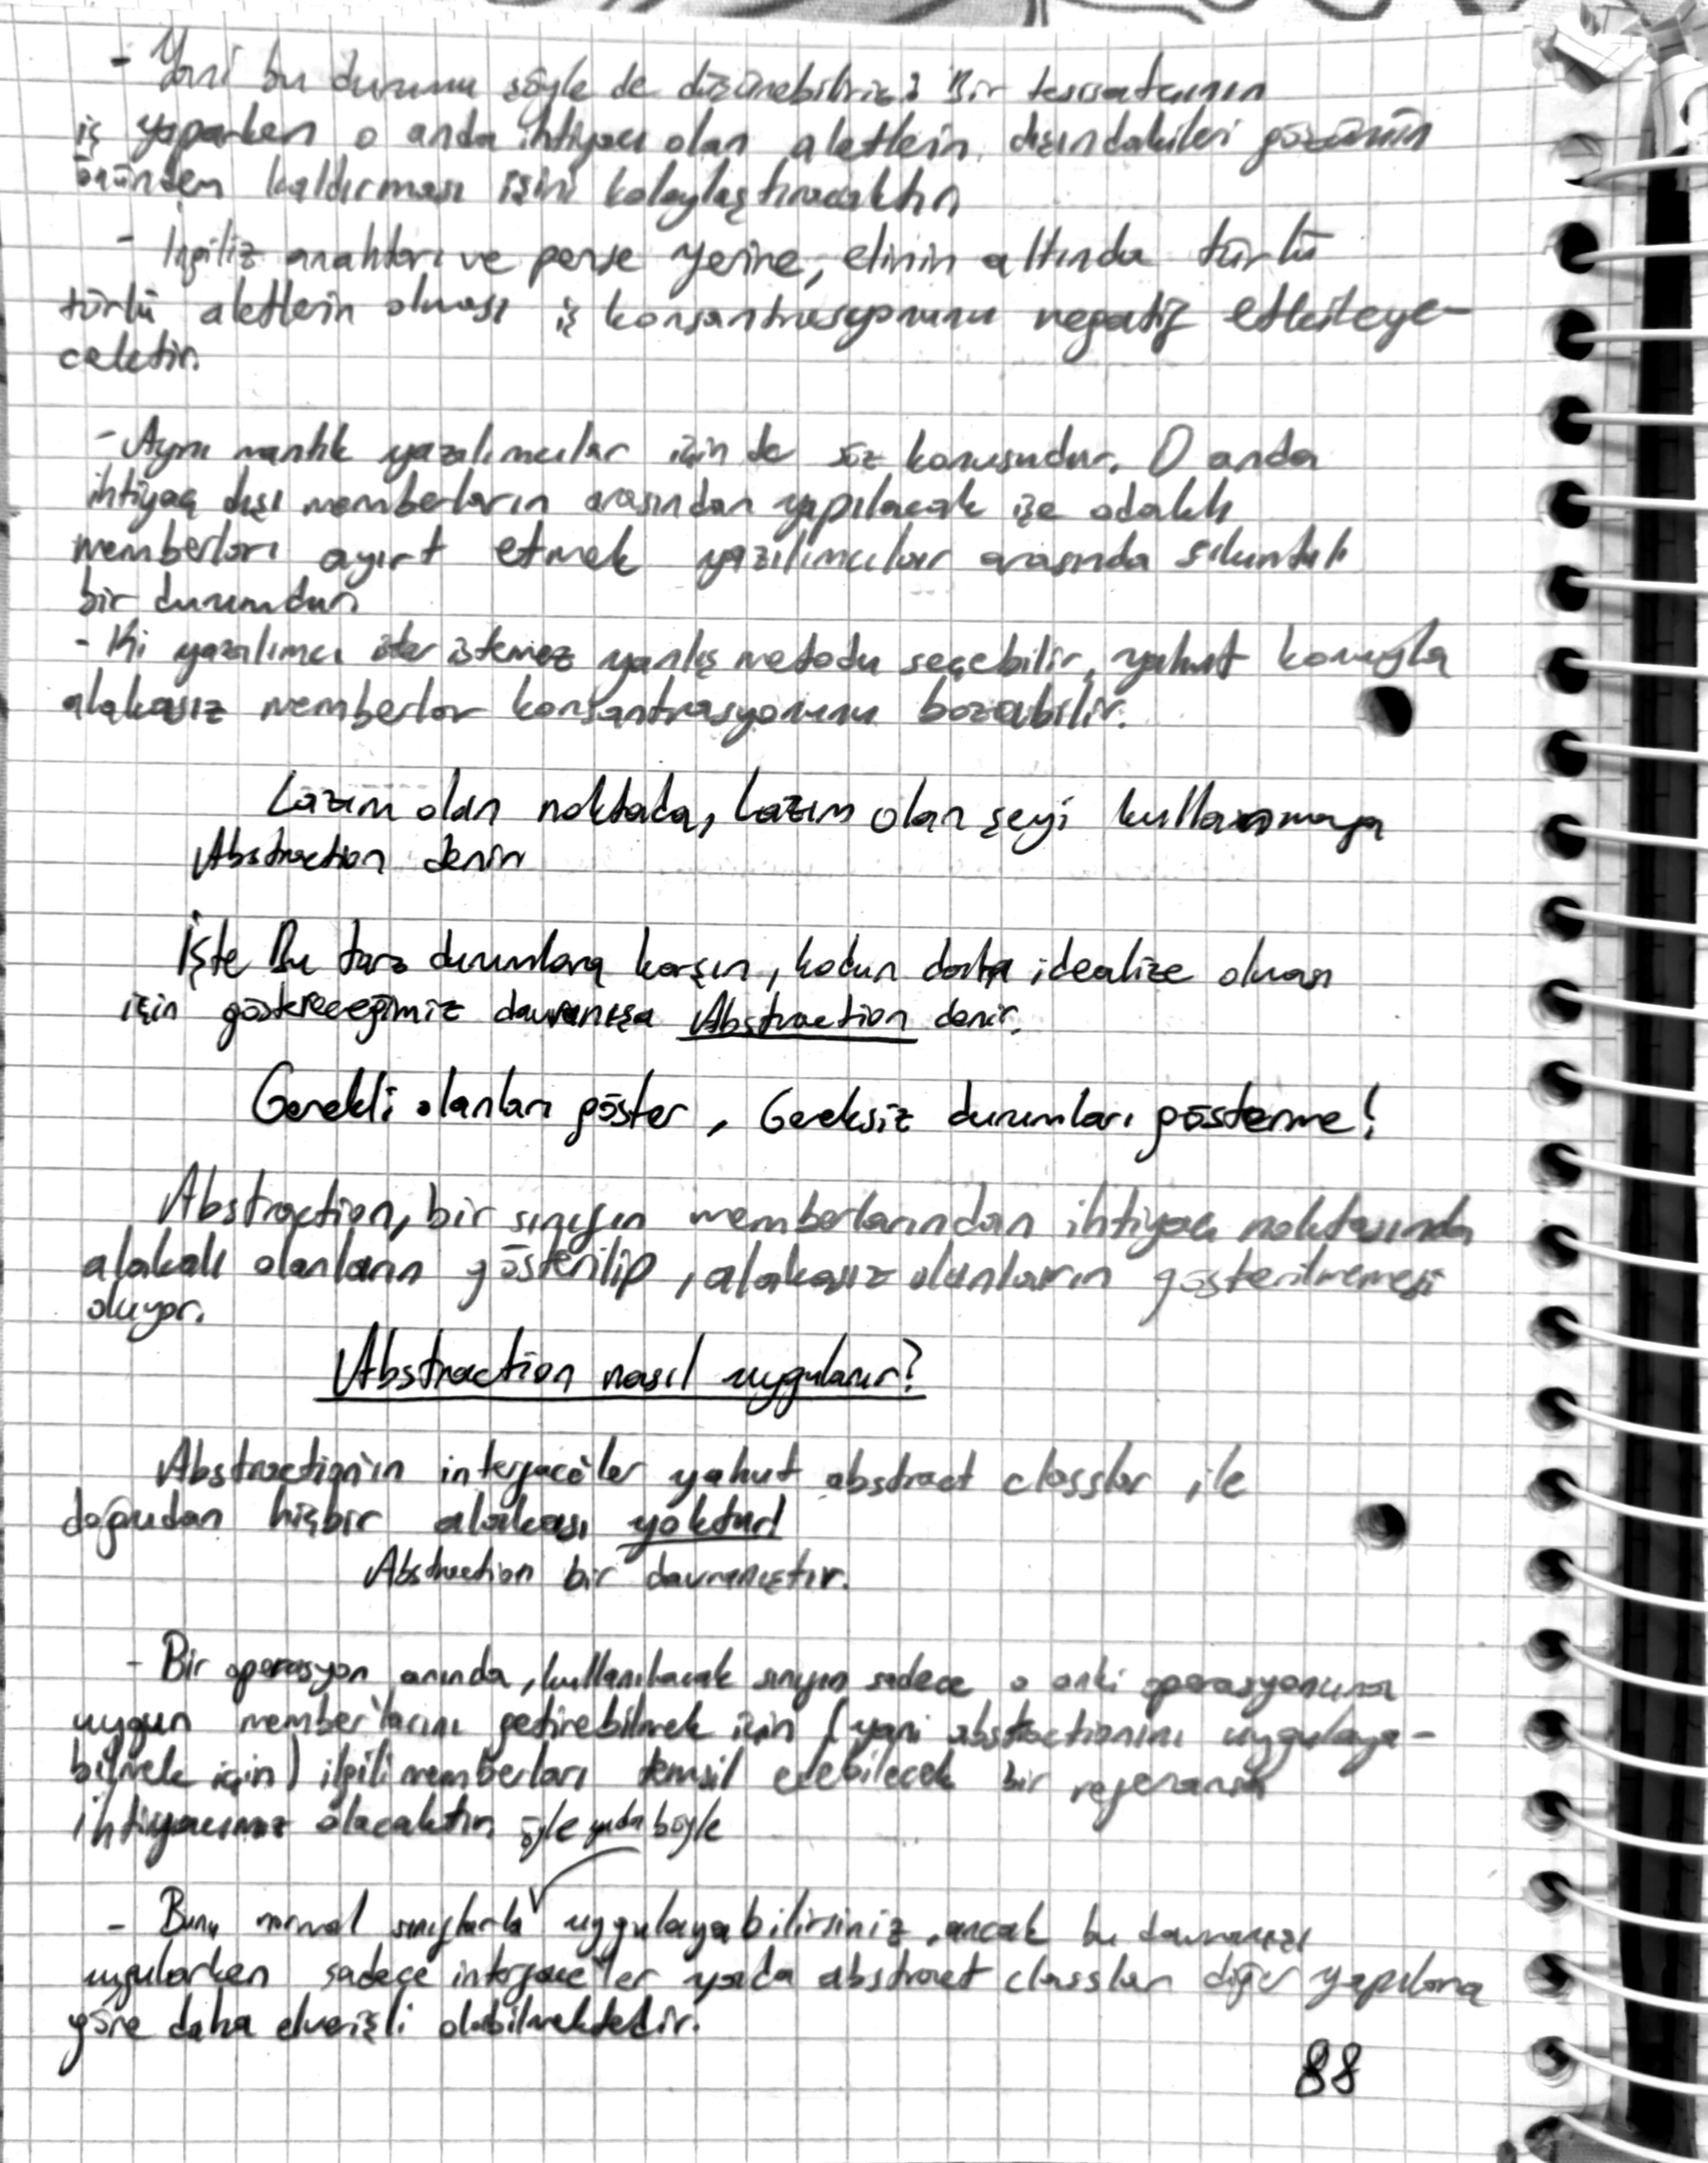 - Yani bu durumu şöyle de düşünebiliriz: Bir tesisatçının
iş yaparken o anda ihtiyacı olan aletlerin dışındakileri gözünün
önünden kaldırması işini kolaylaştıracaktır.
- İngiliz anahtarı ve pense yerine, elinin altında türlü
türlü aletlerin olması iş konsantrasyonunu negatif etkileye-
cektir.
- Aynı mantık yazılımcılar için de söz konusudur. O anda
ihtiyaç dışı memberların arasından yapılacak işe odaklı
memberları ayırt etmek yazılımcılar arasında sıkıntılı
bir durumdur.
- Ki yazılımcı ister istemez yanlış metodu seçebilir, yahut konuyla
alakasız memberlar konsantrasyonunu bozabilir.
Lazım olan noktada, Lazım olan şeyi kullanmaya
Abstraction denir
İşte Bu tarz durumlara karşın, kodun daha idealize olması
için göstereceğimiz davranışa Abstraction denir.
Gerekli olanları göster, Gereksiz durumları gösterme!
Abstraction, bir sınıfın memberlarından ihtiyaç noktasında
alakalı olanların gösterilip, alakasız olanların gösterilmemesi
oluyor.
Abstraction nasıl uygulanır?
Abstraction'ın interface'ler yahut abstract classlar ile
doğrudan hiçbir alakası yoktur!
Abstraction bir davranıştır.
- Bir operasyon anında, kullanılacak sınıfın sadece o anki operasyonuna
uygun member'larını getirebilmek için (yani abstractionını uygulaya-
bilmek için) ilgili memberları temsil edebilecek bir referansa
ihtiyacımız olacaktır. öyle yada böyle
- Bunu normal sınıflarla uygulayabilirsiniz, ancak bu davranışı
uygularken sadece interface'ler yada abstract classlar diğer yapılara
göre daha elverişli olabilmektedir.
88